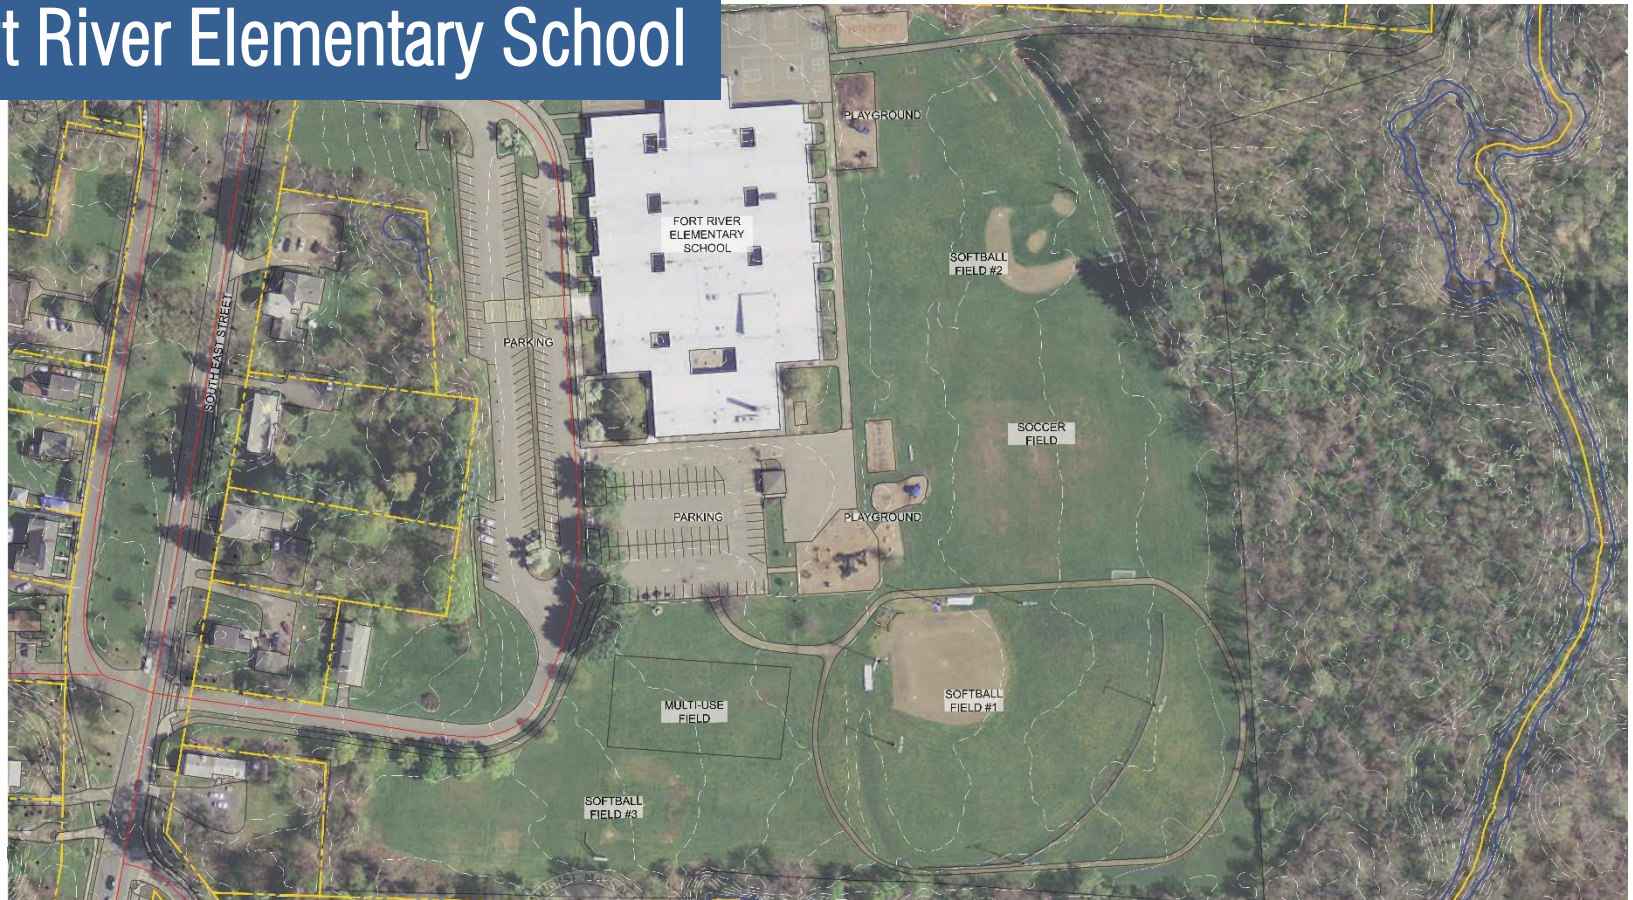 t River Elementary School
PLAYGROUND
FORT RIVER
ELEMENTARY
SCHOOL
SOFTBALL
FIELD #2
SOUTH EAST STREET
PARKING
SOCCER
FIELD
PARKING
PLAYGROUND
MULTI-USE
FIELD
SOFTBALL
FIELD #1
SOFTBALL
FIELD #3